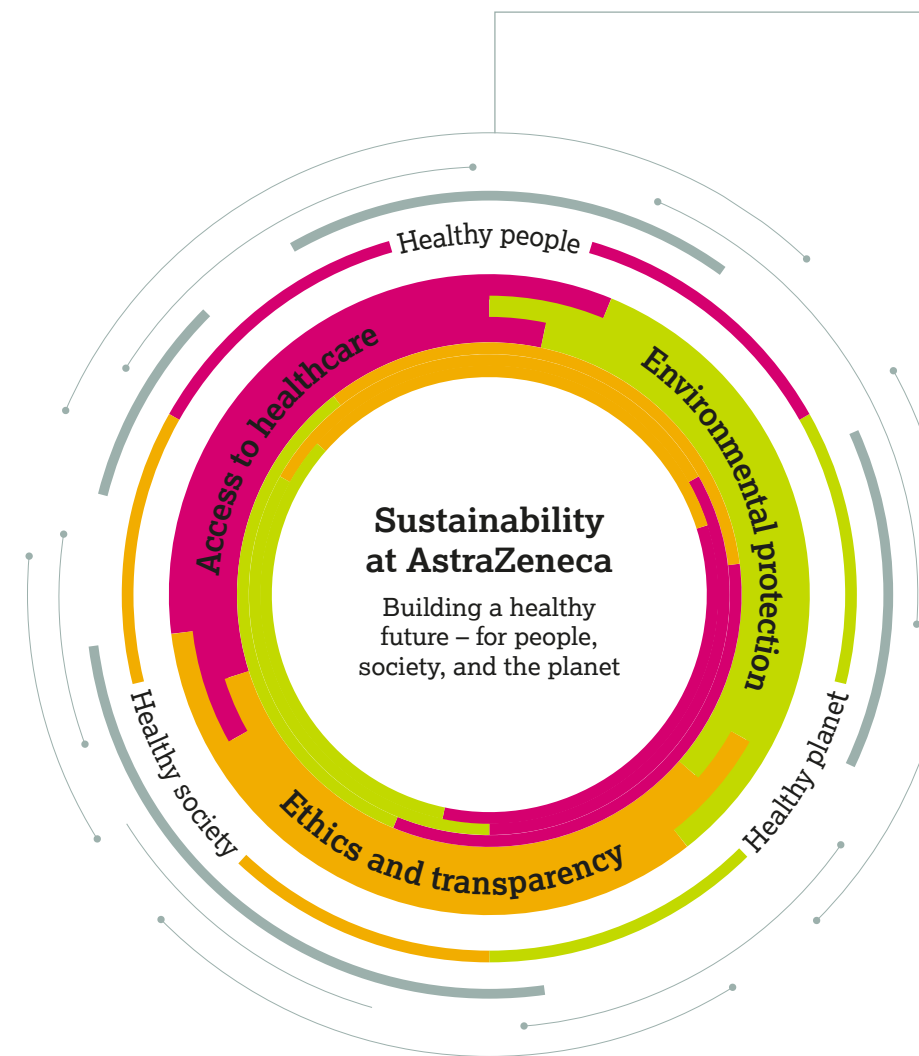 Healthy people
Access to healthcare
Environmental protection
Sustainability
at AstraZeneca
Building a healthy
future – for people,
society, and the planet
Healthy society
Healthy planet
Ethics and transparency